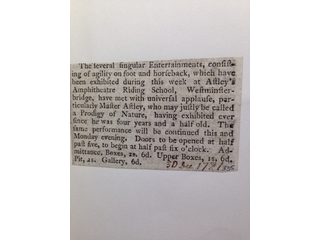 The several singular Entertainments, consist-
ing of agility on foot and horseback, which have
been exhibited during this week at Astley's
Amphitheatre Riding School, Westminster-
bridge, have met with universal applause, par-
ticularly Master Astley, who may justly be called
a Prodigy of Nature, having exhibited ever
since he was four years and a half old. The
same performance will be continued this and
Monday evening. Doors to be opened at half
past five, to begin at half past six o'clock. Ad-
mittance, Boxes, 2s. 6d. Upper Boxes, 1s. 6d.
Pit, 1s. Gallery, 6d.